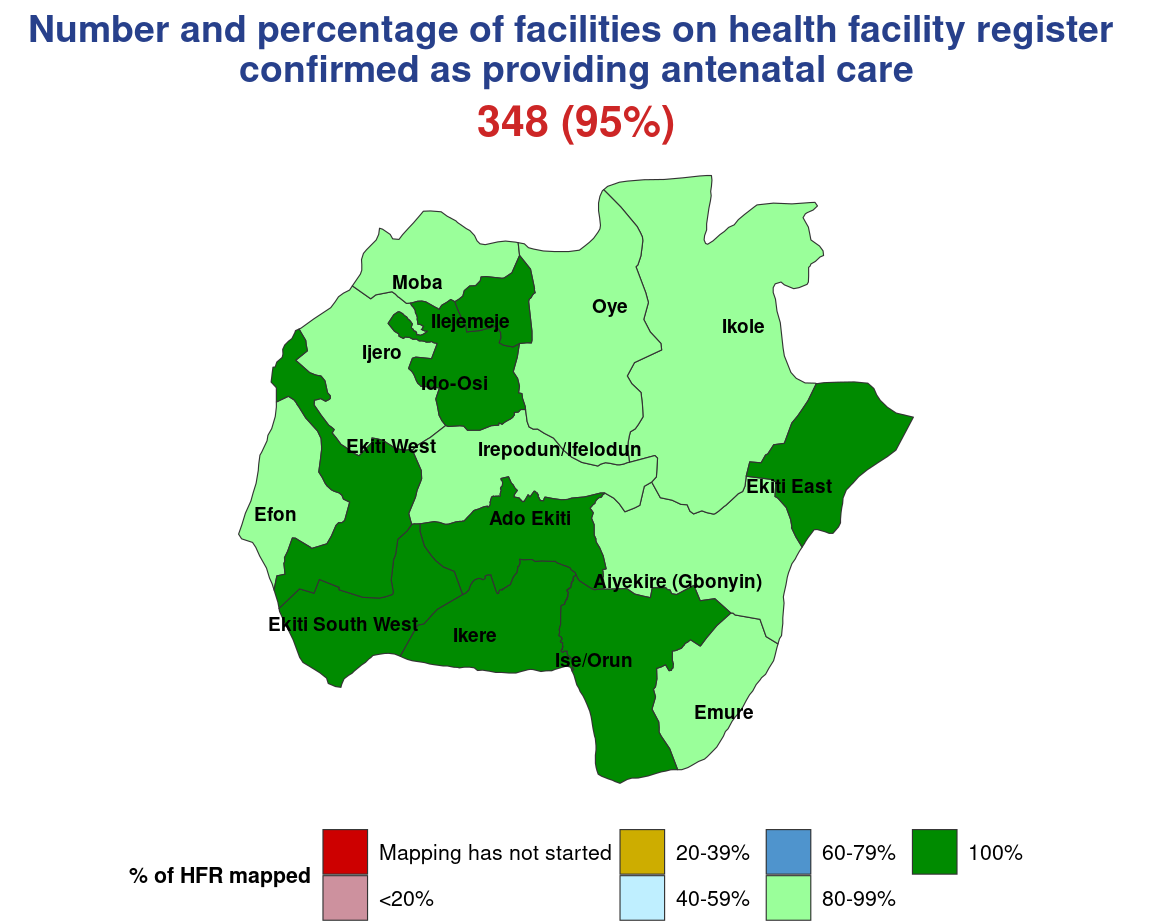 Number and percentage of facilities on health facility register
confirmed as providing antenatal care
348 (95%)
Moba
Ilejemeje
Oye
Ikole
Ijero
Ido-Osi
Ekiti West
Irepodun/Ifelodun
Ekiti East
Efon
Ado Ekiti
Aiyekire (Gbonyin)
Ekiti South West
Ikere
Ise/Orun
Emure
% of HFR mapped
Mapping has not started
<20%
20-39%
40-59%
60-79%
80-99%
100%